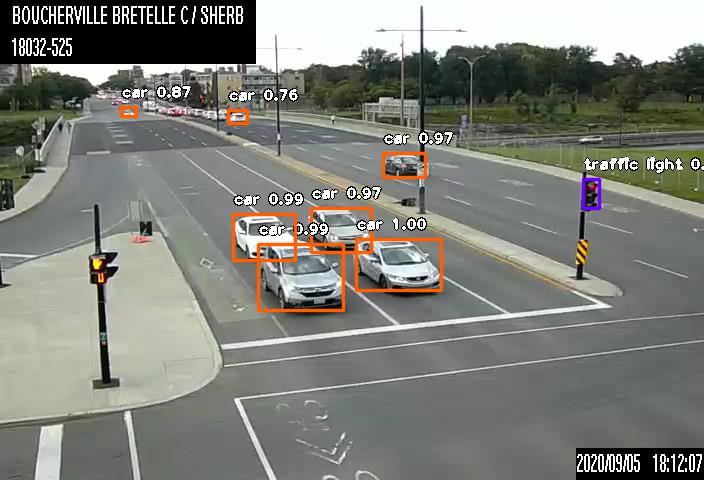 BOUCHERVILLE BRETELLE C / SHERB
18032-525
car 0.87
car 0.76
car 0.97
traffic light 0.
car 0.99
car 0.97
car 0.99
car 1.00
2020/09/05 18:12:07